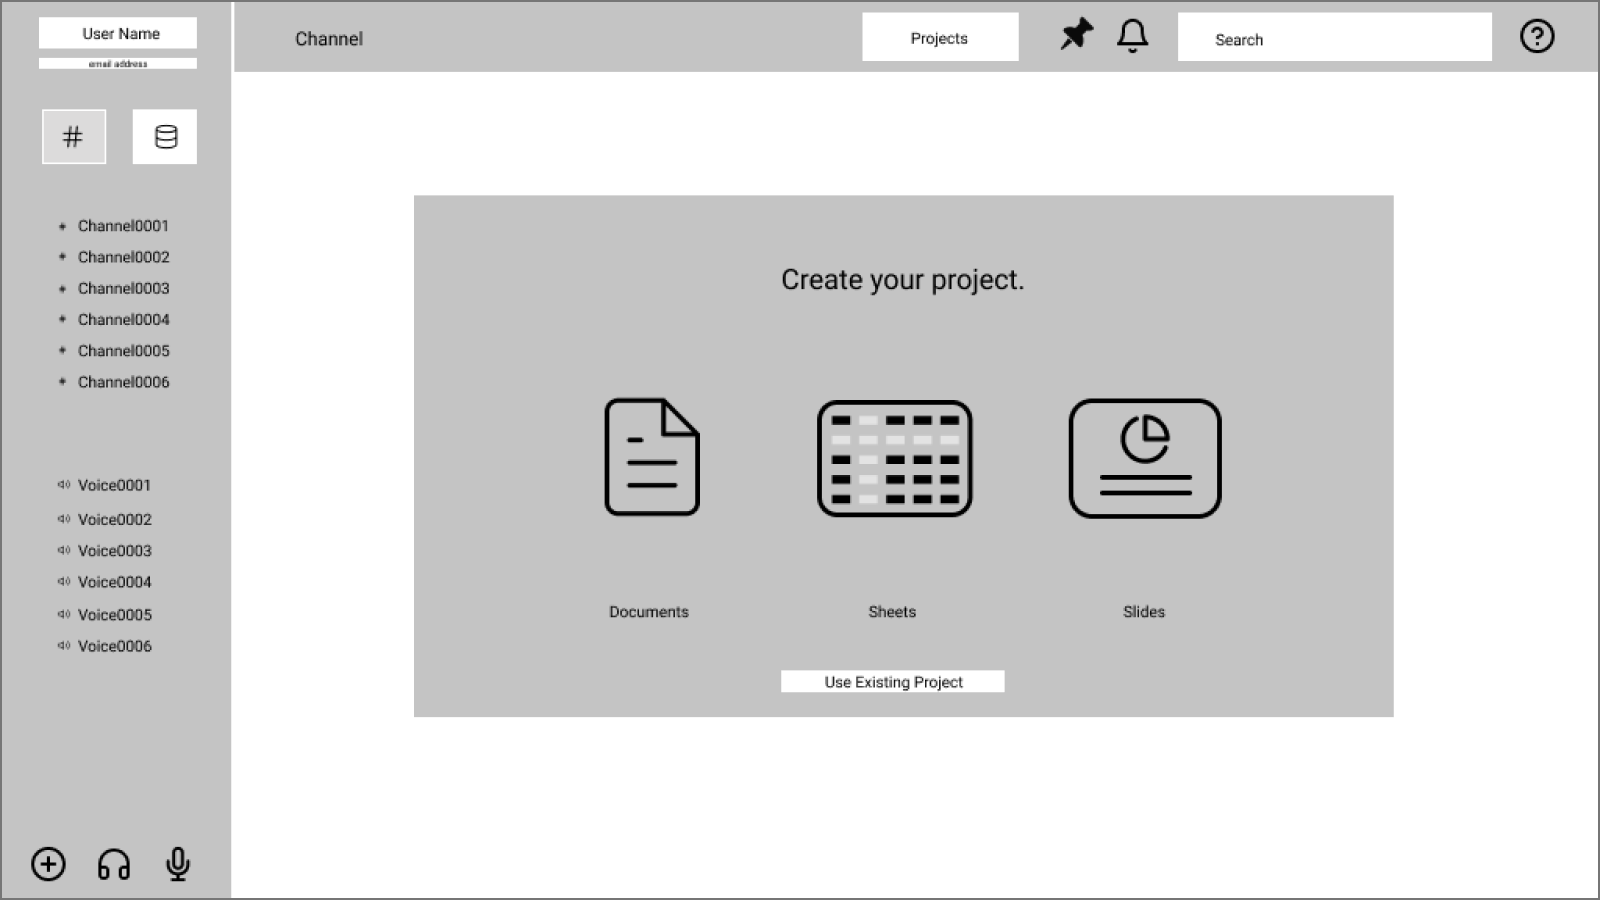 User Name
email address
Channel
Projects
Search
#
Channel0001
Channel0002
Channel0003
Channel0004
Channel0005
Channel0006
Voice0001
Voice0002
Voice0003
Voice0004
Voice0005
Voice0006
Create your project.
Documents
Sheets
Slides
Use Existing Project